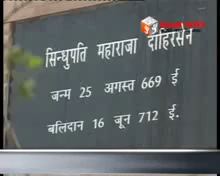 सिन्धुपति महाराजा दाहिरसेन
जन्म 25 अगस्त 669 ई
बलिदान 16 जून 712 ई.